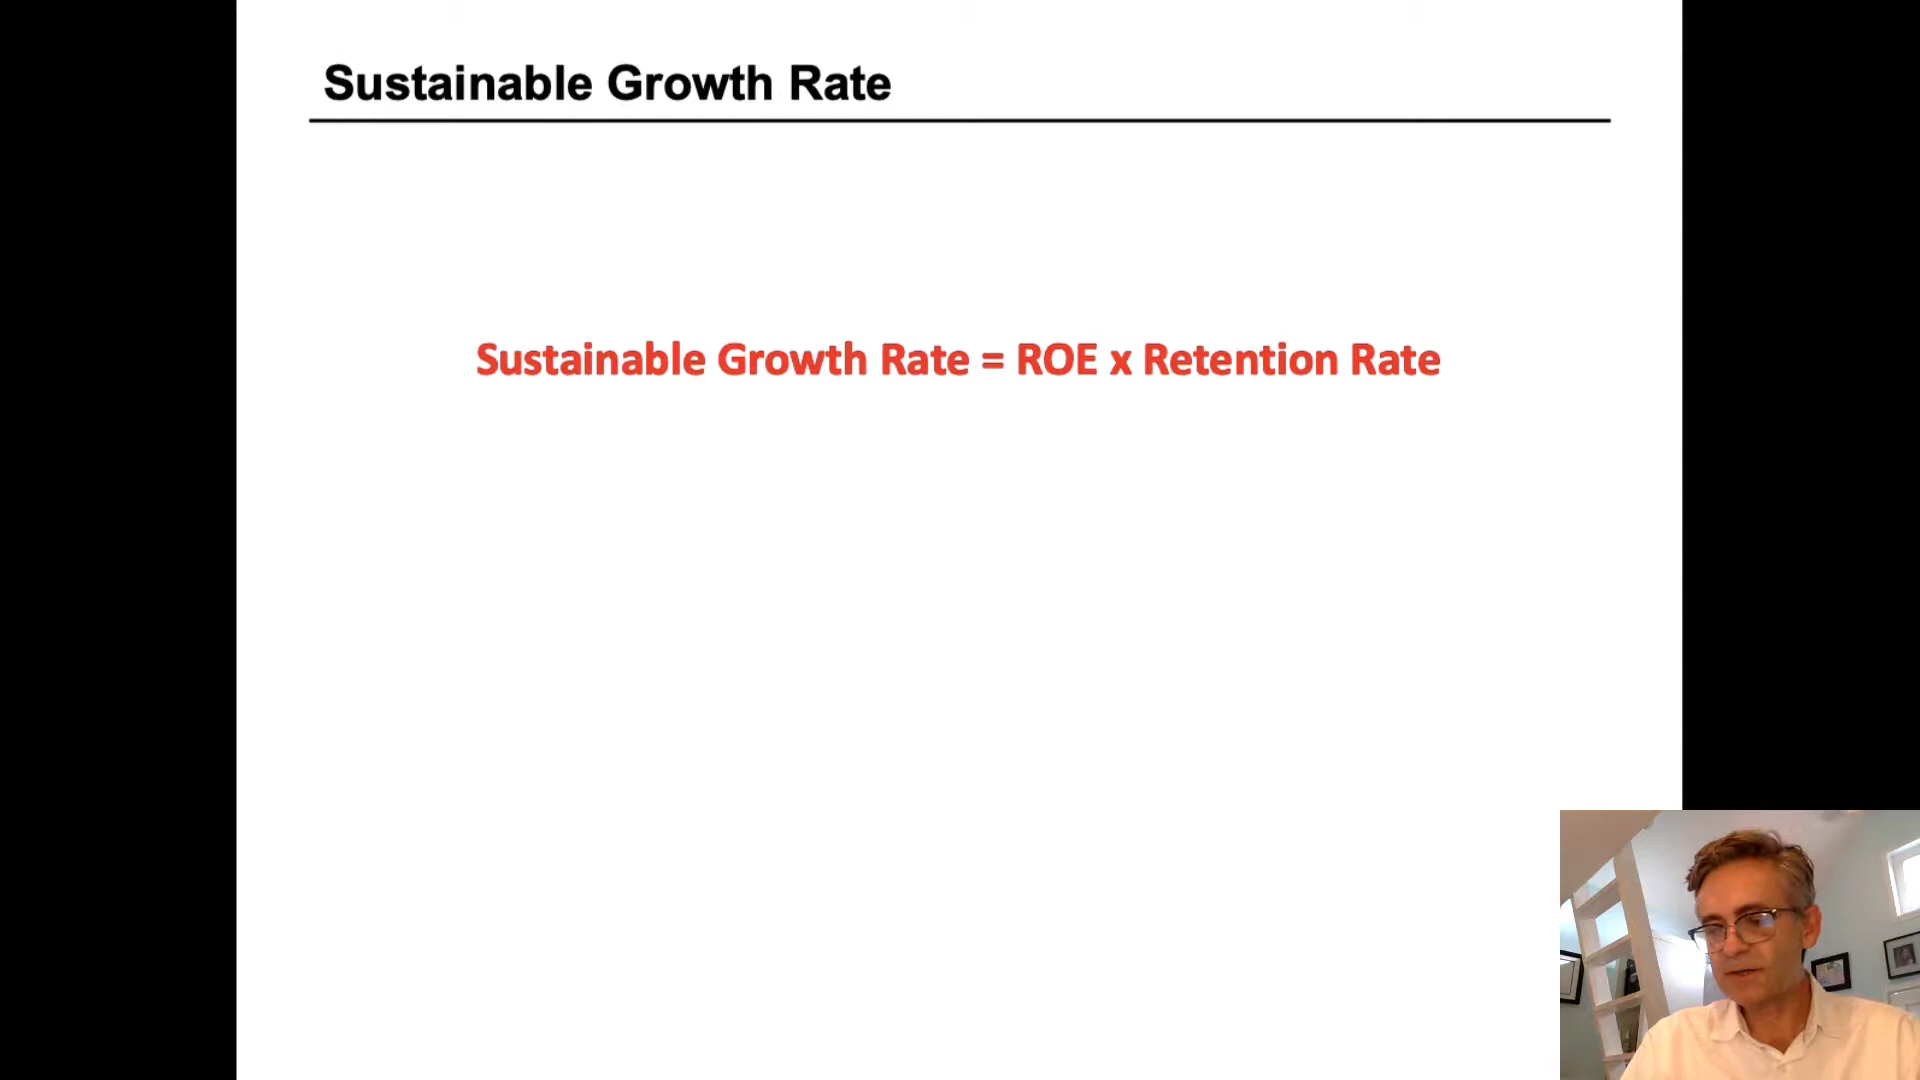 Sustainable Growth Rate
Sustainable Growth Rate = ROE x Retention Rate